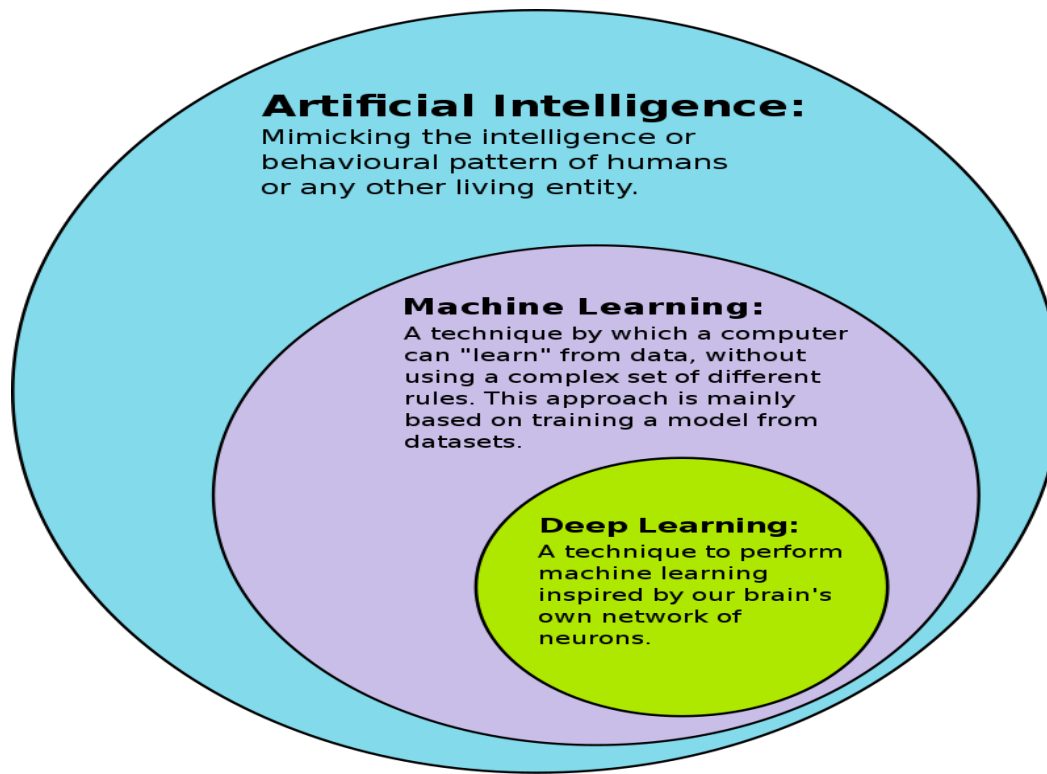 Artificial Intelligence:
Mimicking the intelligence or
behavioural pattern of humans
or any other living entity.
Machine Learning:
A technique by which a computer
can "learn" from data, without
using a complex set of different
rules. This approach is mainly
based on training a model from
datasets.
Deep Learning:
A technique to perform
machine learning
inspired by our brain's
own network of
neurons.